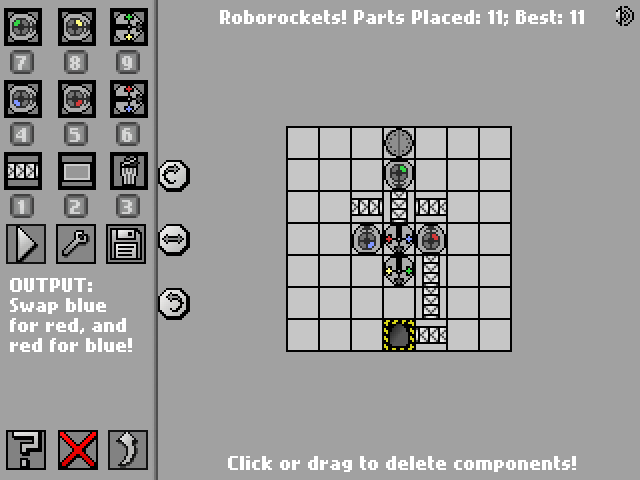 Roborockets! Parts Placed: 11; Best: 11
7 8 9
4 5 6
1 2 3
OUTPUT:
Swap blue
for red, and
red for blue!
Click or drag to delete components!